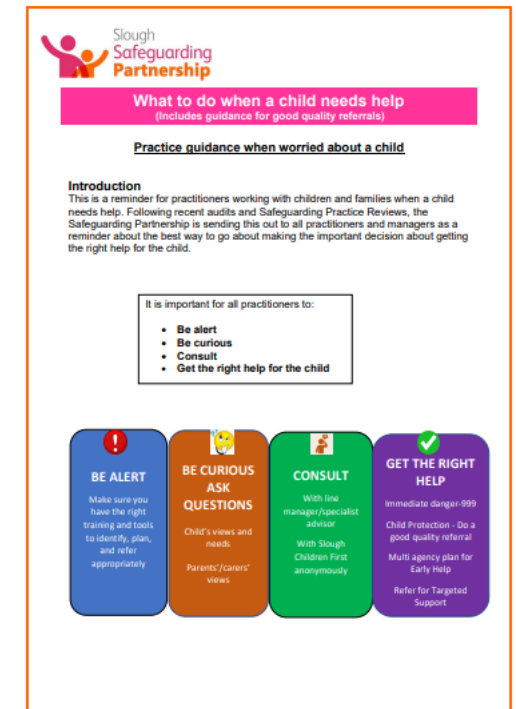 Slough
Safeguarding
Partnership
What to do when a child needs help
(Includes guidance for good quality referrals)
Practice guidance when worried about a child
Introduction
This is a reminder for practitioners working with children and families when a child
needs help. Following recent audits and Safeguarding Practice Reviews, the
Safeguarding Partnership is sending this out to all practitioners and managers as a
reminder about the best way to go about making the important decision about getting
the right help for the child.
It is important for all practitioners to:
• Be alert
• Be curious
• Consult
• Get the right help for the child
BE ALERT
Make sure you
have the right
training and tools
to identify, plan,
and refer
appropriately
BE CURIOUS
ASK
QUESTIONS
Child's views and
needs
Parents'/carers'
views
CONSULT
With line
manager/specialist
advisor
With Slough
Children First
anonymously
GET THE RIGHT
HELP
Immediate danger-999
Child Protection - Do a
good quality referral
Multi agency plan for
Early Help
Refer for Targeted
Support